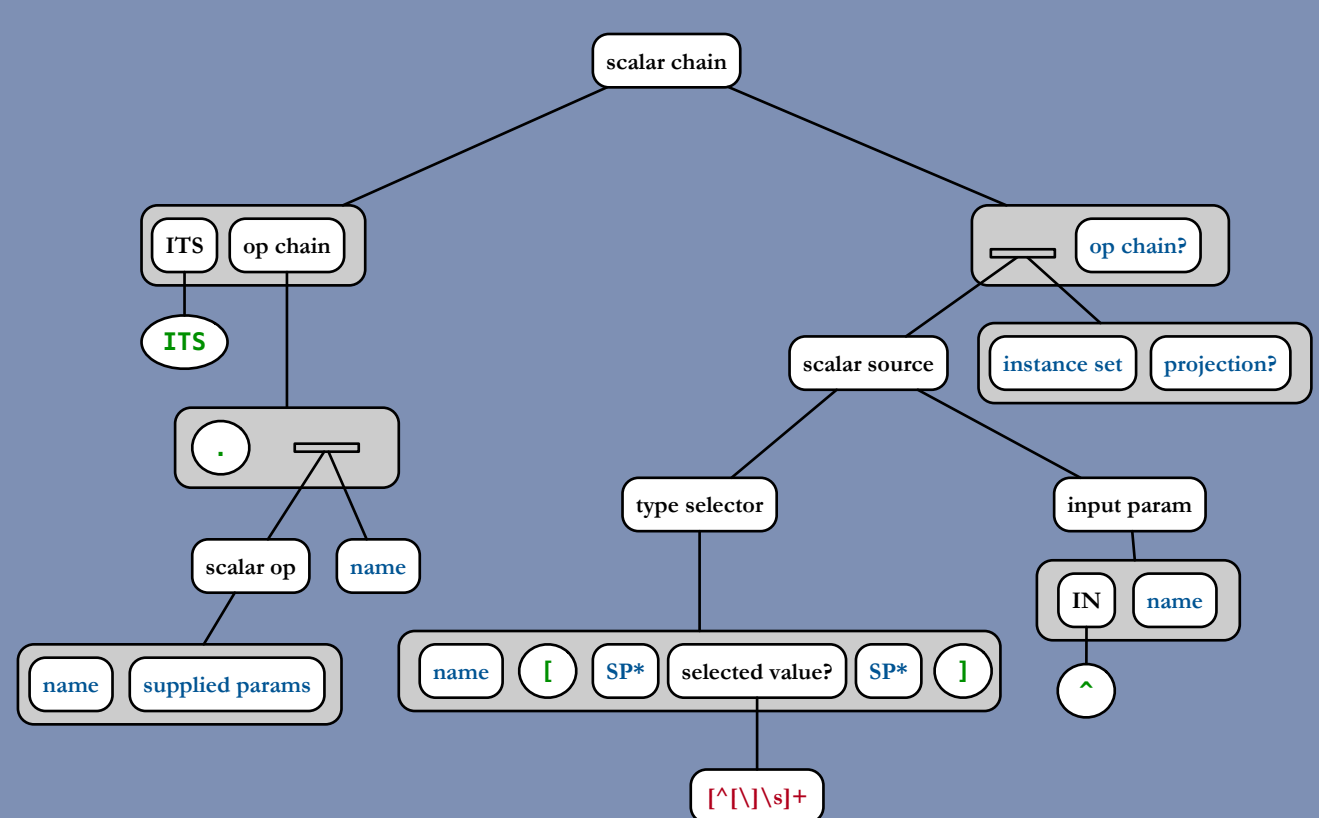 scalar chain
ITS op chain
op chain?
ITS
scalar source
instance set projection?
.
type selector
input param
scalar op name
IN name
name supplied params
name [ SP* selected value? SP* ]
^
[^[\]\s]+